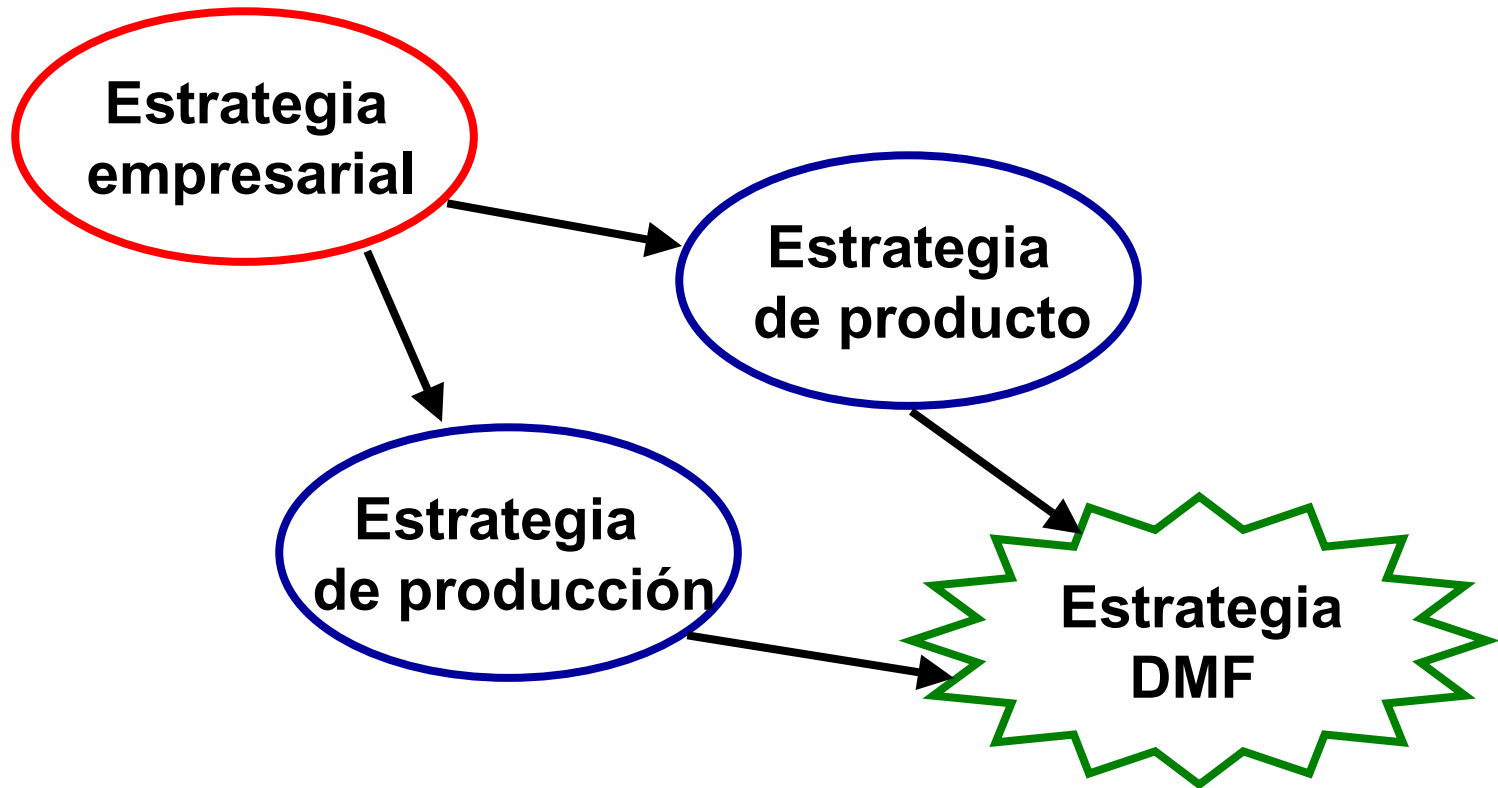 Estrategia
empresarial
Estrategia
de producto
Estrategia
de producción
Estrategia
DMF